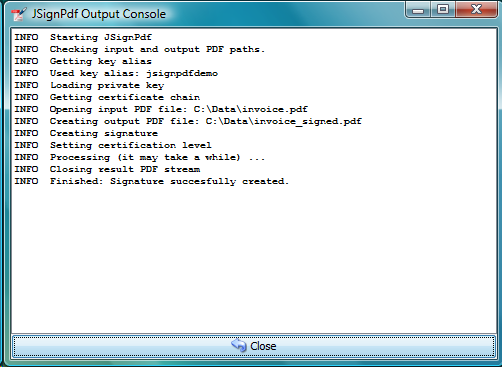 JSignPdf Output Console
INFO  Starting JSignPdf
INFO  Checking input and output PDF paths.
INFO  Getting key alias
INFO  Used key alias: jsignpdfdemo
INFO  Loading private key
INFO  Getting certificate chain
INFO  Opening input PDF file: C:\Data\invoice.pdf
INFO  Creating output PDF file: C:\Data\invoice_signed.pdf
INFO  Creating signature
INFO  Setting certification level
INFO  Processing (it may take a while) ...
INFO  Closing result PDF stream
INFO  Finished: Signature succesfully created.
Close